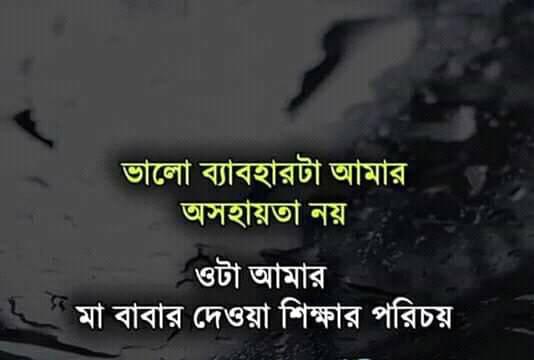 ভালো ব্যাবহারটা আমার
অসহায়তা নয়
ওটা আমার
মা বাবার দেওয়া শিক্ষার পরিচয়